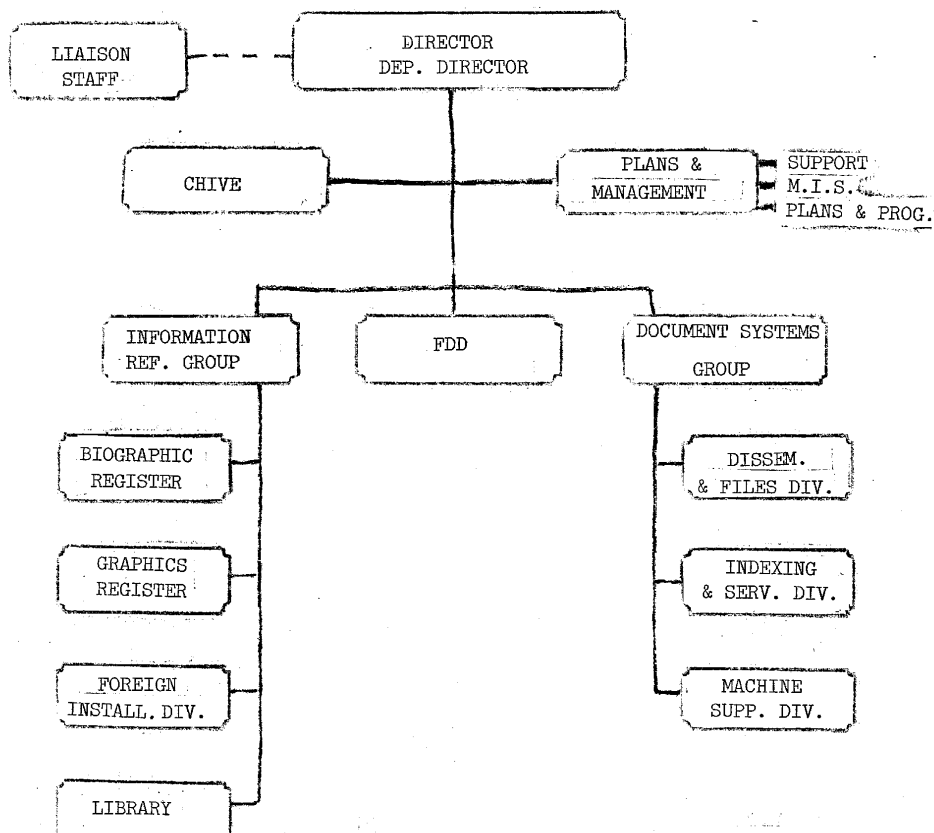 LIAISON
STAFF
DIRECTOR
DEP. DIRECTOR
CHIVE
PLANS &
MANAGEMENT
SUPPORT
M.I.S.
PLANS & PROG.
INFORMATION
REF. GROUP
FDD
DOCUMENT SYSTEMS
GROUP
BIOGRAPHIC
REGISTER
GRAPHICS
REGISTER
FOREIGN
INSTALL. DIV.
LIBRARY
DISSEM.
& FILES DIV.
INDEXING
& SERV. DIV.
MACHINE
SUPP. DIV.